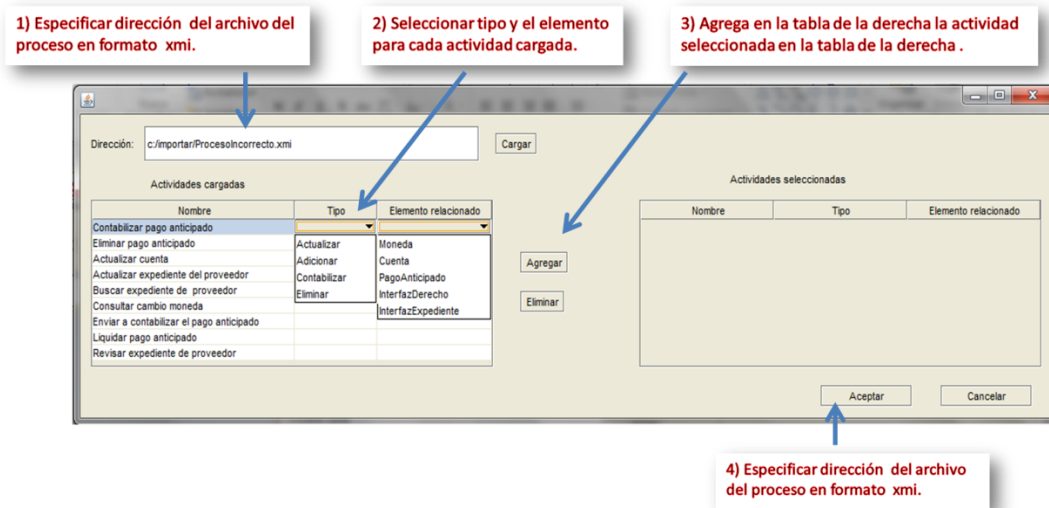 1) Especificar dirección del archivo del
proceso en formato xmi.
2) Seleccionar tipo y el elemento
para cada actividad cargada.
3) Agrega en la tabla de la derecha la actividad
seleccionada en la tabla de la derecha .
Dirección: c:/importar/ProcesoIncorrecto.xmi Cargar
Actividades cargadas
Actividades seleccionadas
Nombre Tipo Elemento relacionado
Nombre Tipo Elemento relacionado
Contabilizar pago anticipado
Eliminar pago anticipado Actualizar Moneda
Actualizar cuenta Adicionar Cuenta
Actualizar expediente del proveedor Contabilizar PagoAnticipado
Buscar expediente de proveedor Eliminar InterfazDerecho
Consultar cambio moneda InterfazExpediente
Enviar a contabilizar el pago anticipado
Liquidar pago anticipado
Revisar expediente de proveedor
Agregar
Eliminar
Aceptar Cancelar
4) Especificar dirección del archivo
del proceso en formato xmi.